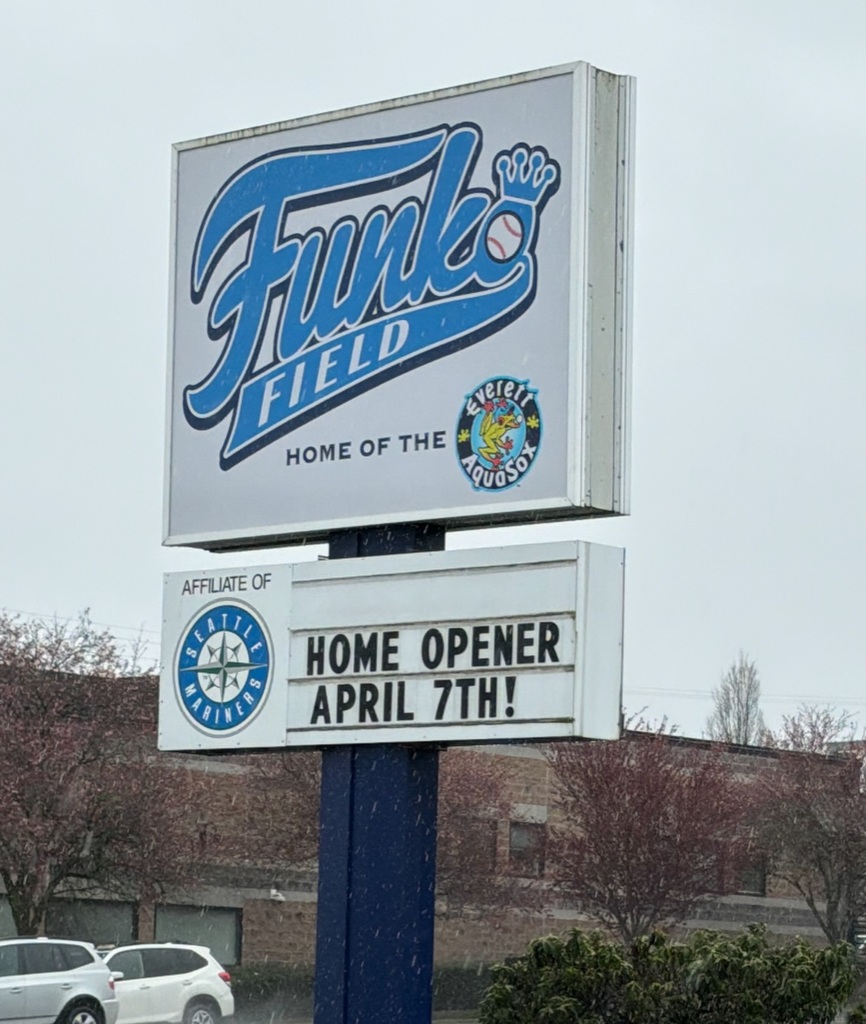 Funko
FIELD
HOME OF THE
Everett
AquaSox
AFFILIATE OF
SEATTLE
MARINERS
HOME OPENER
APRIL 7TH!